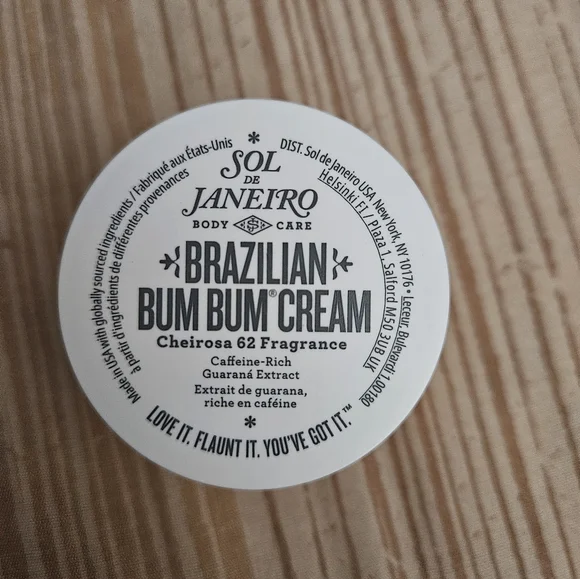 SOL
DE
JANEIRO
BODY CARE
BRAZILIAN
BUM BUM® CREAM
Cheirosa 62 Fragrance
Caffeine-Rich
Guaraná Extract
Extrait de guarana,
riche en caféine
LOVE IT. FLAUNT IT. YOU'VE GOT IT.™
Made in USA with globally sourced ingredients / Fabriqué aux États-Unis
à partir d'ingrédients de différentes provenances
DIST. Sol de Janeiro USA New York, NY 10176 • Leceur, Bulevardi 1, 00180
Helsinki FI / Plaza 1, Salford M50 3UB UK